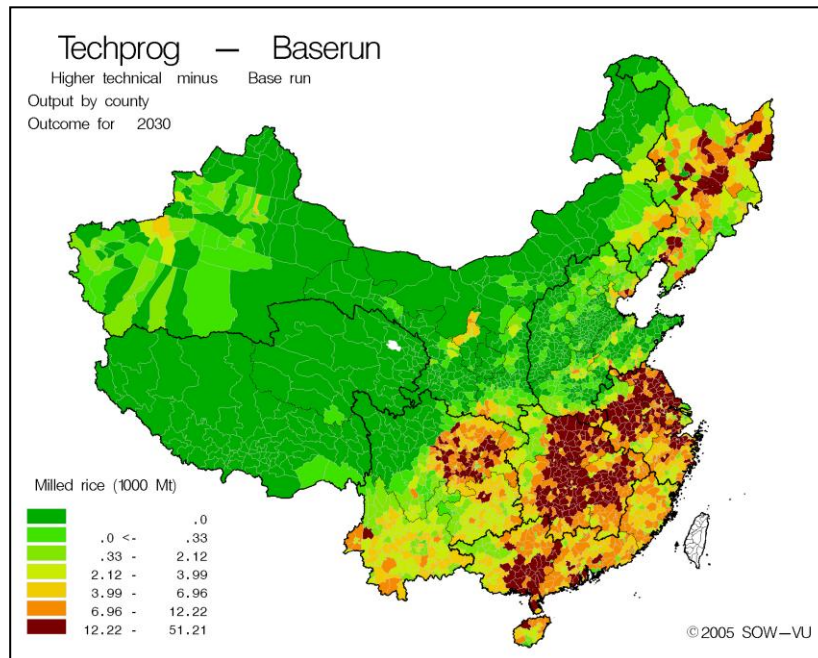 Techprog — Baserun
Higher technical minus Base run
Output by county
Outcome for 2030
Milled rice (1000 Mt)
.0
.0 <- .33
.33 - 2.12
2.12 - 3.99
3.99 - 6.96
6.96 - 12.22
12.22 - 51.21
©2005 SOW—VU